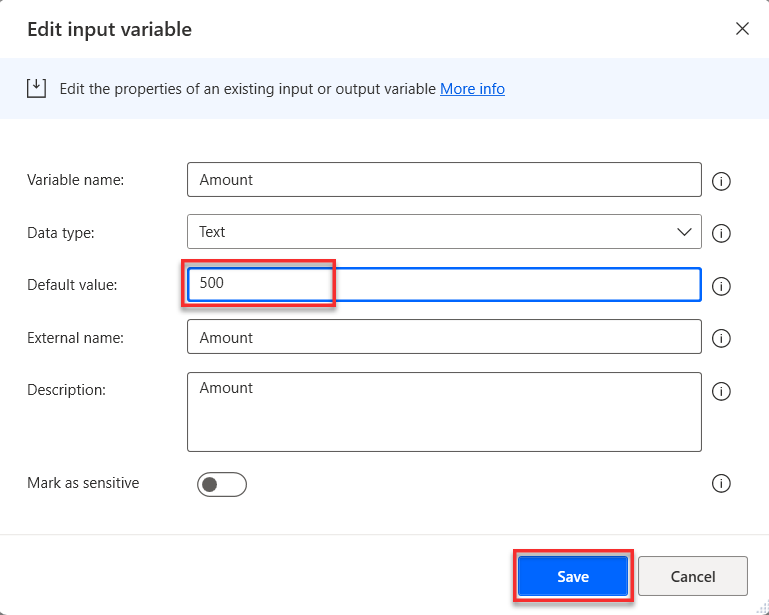 Edit input variable
Edit the properties of an existing input or output variable More info
Variable name:
Amount
Data type:
Text
Default value:
500
External name:
Amount
Description:
Amount
Mark as sensitive
Save
Cancel